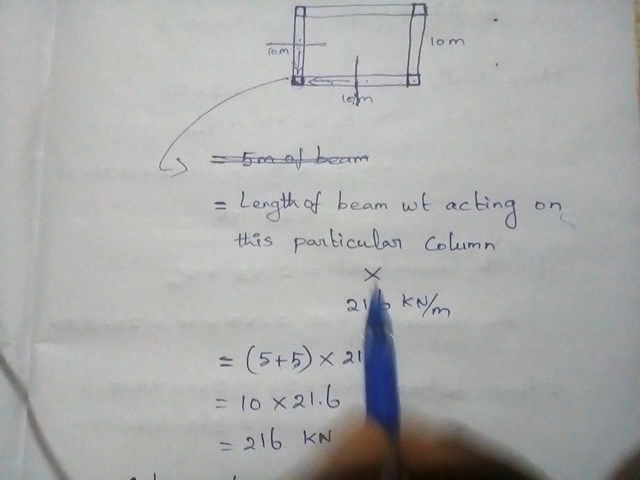 10m
10m
10m
= 5m of beam
= Length of beam wt acting on
this particular column
×
KN/m
= (5+5) × 21
= 10 × 21.6
= 216 KN